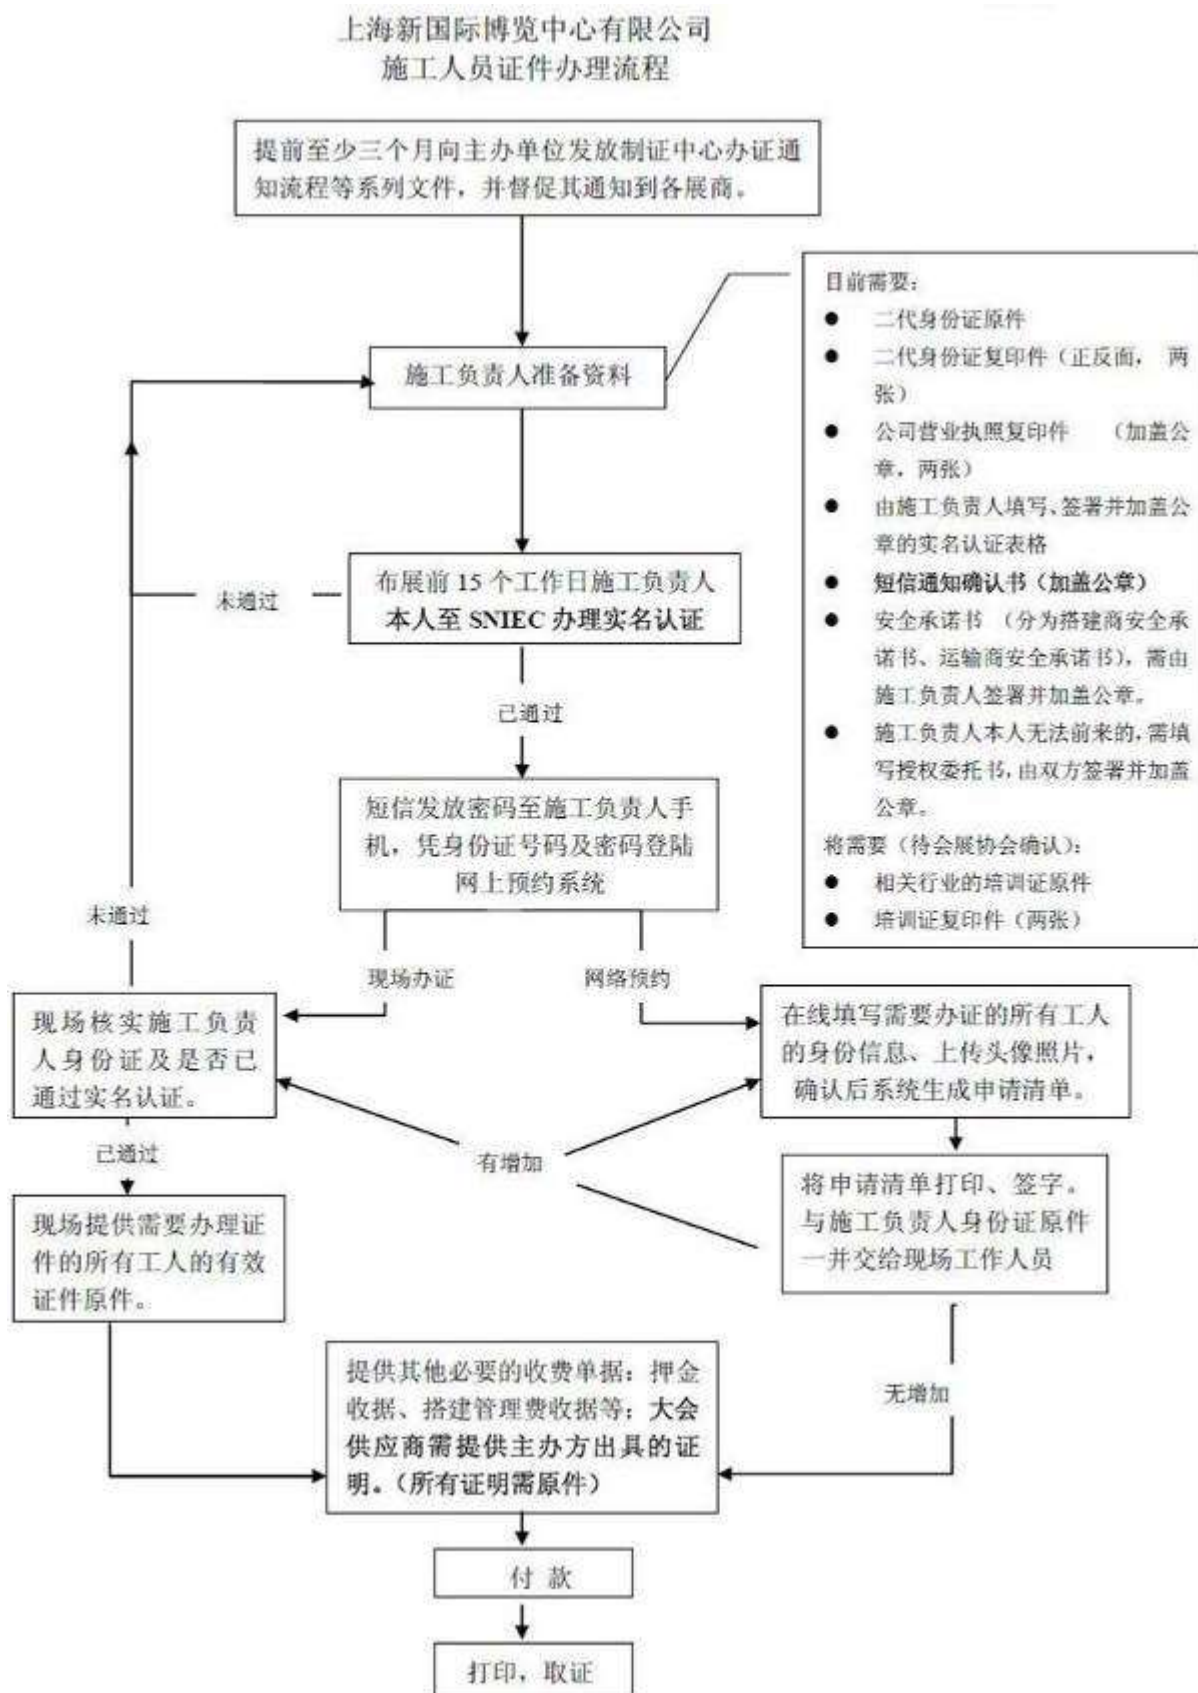 上海新国际博览中心有限公司
施工人员证件办理流程
提前至少三个月向主办单位发放制证中心办证通
知流程等系列文件，并督促其通知到各展商。
施工负责人准备资料
目前需要：
● 二代身份证原件
● 二代身份证复印件（正反面， 两
张）
● 公司营业执照复印件 （加盖公
章，两张）
● 由施工负责人填写、签署并加盖公
章的实名认证表格
● 短信通知确认书（加盖公章）
● 安全承诺书 （分为搭建商安全承
诺书、运输商安全承诺书），需由
施工负责人签署并加盖公章。
● 施工负责人本人无法前来的，需填
写授权委托书，由双方签署并加盖
公章。
将需要（待会展协会确认）：
● 相关行业的培训证原件
● 培训证复印件（两张）
布展前 15 个工作日施工负责人
本人至 SNIEC 办理实名认证
未通过
已通过
短信发放密码至施工负责人手
机，凭身份证号码及密码登陆
网上预约系统
未通过
现场办证
网络预约
现场核实施工负责
人身份证及是否已
通过实名认证。
在线填写需要办证的所有工人
的身份信息、上传头像照片，
确认后系统生成申请清单。
已通过
有增加
将申请清单打印、签字。
与施工负责人身份证原件
一并交给现场工作人员
现场提供需要办理证
件的所有工人的有效
证件原件。
无增加
提供其他必要的收费单据：押金
收据、搭建管理费收据等；大会
供应商需提供主办方出具的证
明。（所有证明需原件）
付 款
打印，取证